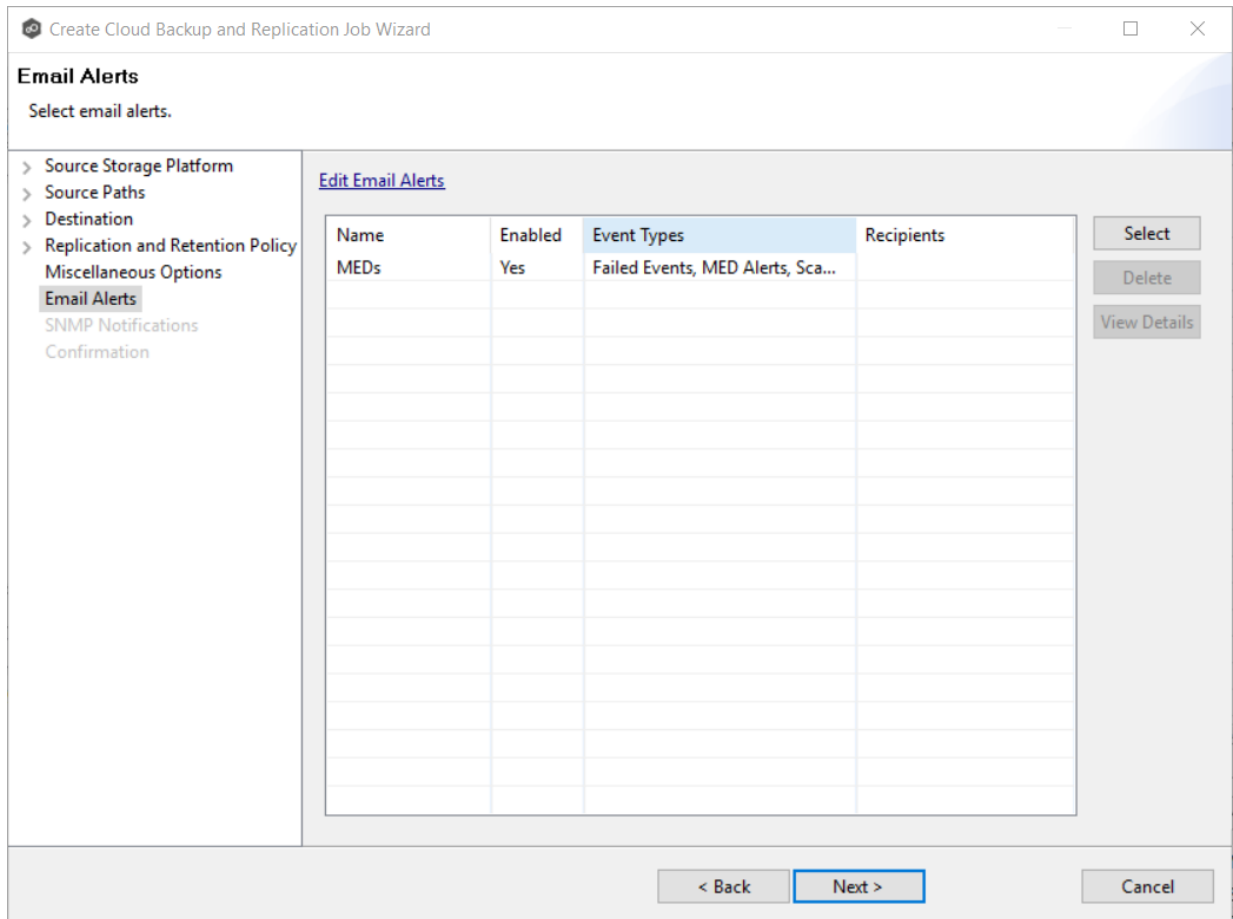 Create Cloud Backup and Replication Job Wizard
Email Alerts
Select email alerts.
Source Storage Platform
Source Paths
Destination
Replication and Retention Policy
Miscellaneous Options
Email Alerts
SNMP Notifications
Confirmation
Edit Email Alerts
Name Enabled Event Types Recipients
MEDs Yes Failed Events, MED Alerts, Sca...
Select
Delete
View Details
< Back Next > Cancel